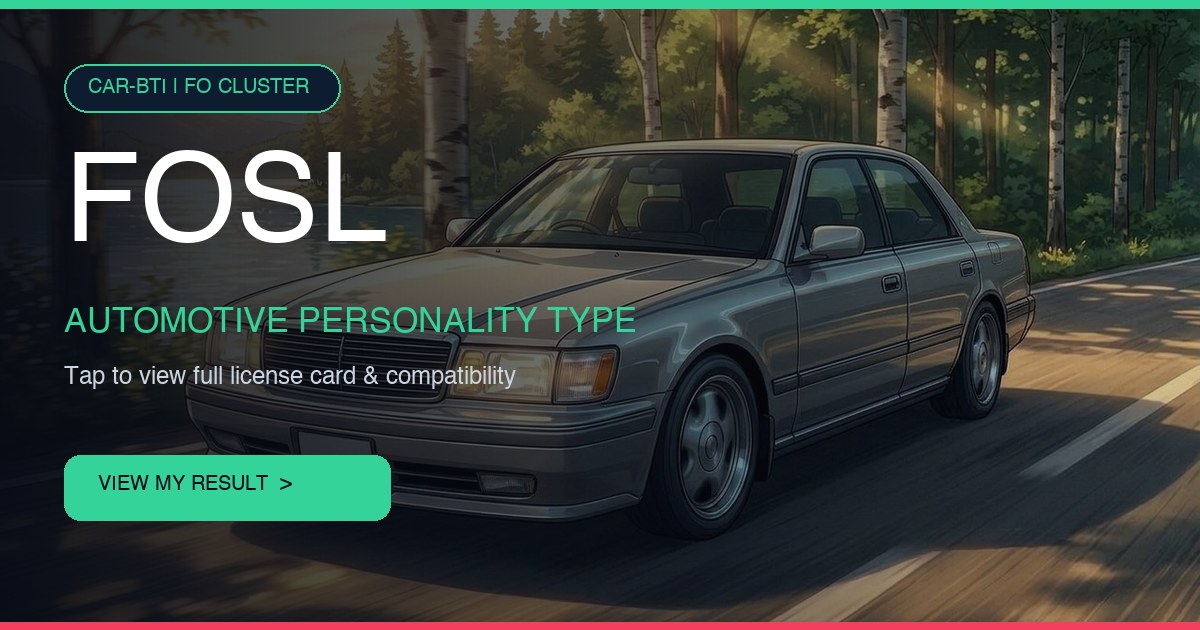 CAR-BTI | FO CLUSTER
FOSL
AUTOMOTIVE PERSONALITY TYPE
Tap to view full license card & compatibility
VIEW MY RESULT >